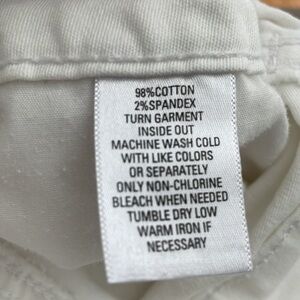 98%COTTON
2%SPANDEX
TURN GARMENT
INSIDE OUT
MACHINE WASH COLD
WITH LIKE COLORS
OR SEPARATELY
ONLY NON-CHLORINE
BLEACH WHEN NEEDED
TUMBLE DRY LOW
WARM IRON IF
NECESSARY